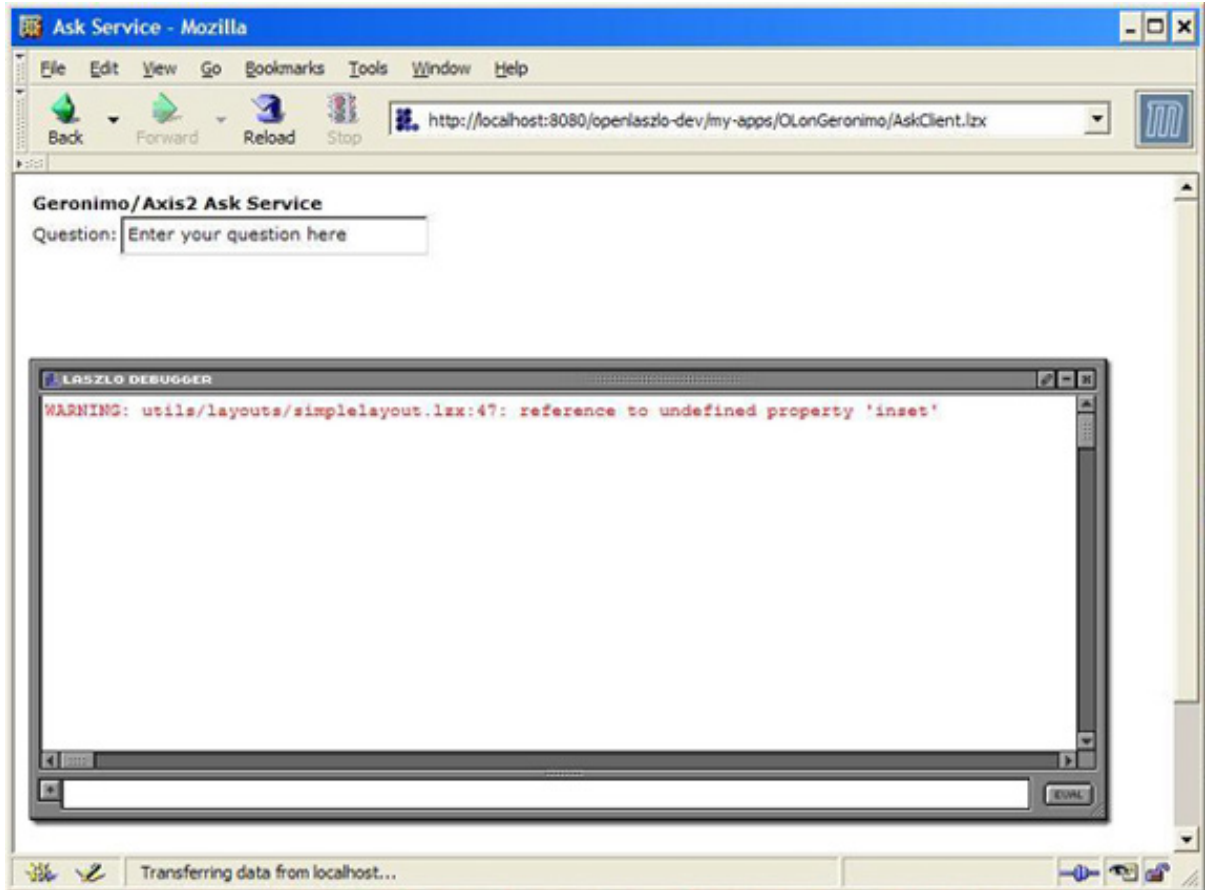 Ask Service - Mozilla
File Edit View Go Bookmarks Tools Window Help
Back Forward Reload Stop http://localhost:8080/openlaszlo-dev/my-apps/OLonGeronimo/AskClient.lzx
Geronimo/Axis2 Ask Service
Question: Enter your question here
LASZLO DEBUGGER
WARNING: utils/layouts/simplelayout.lzx:47: reference to undefined property 'inset'
EVAL
Transferring data from localhost...